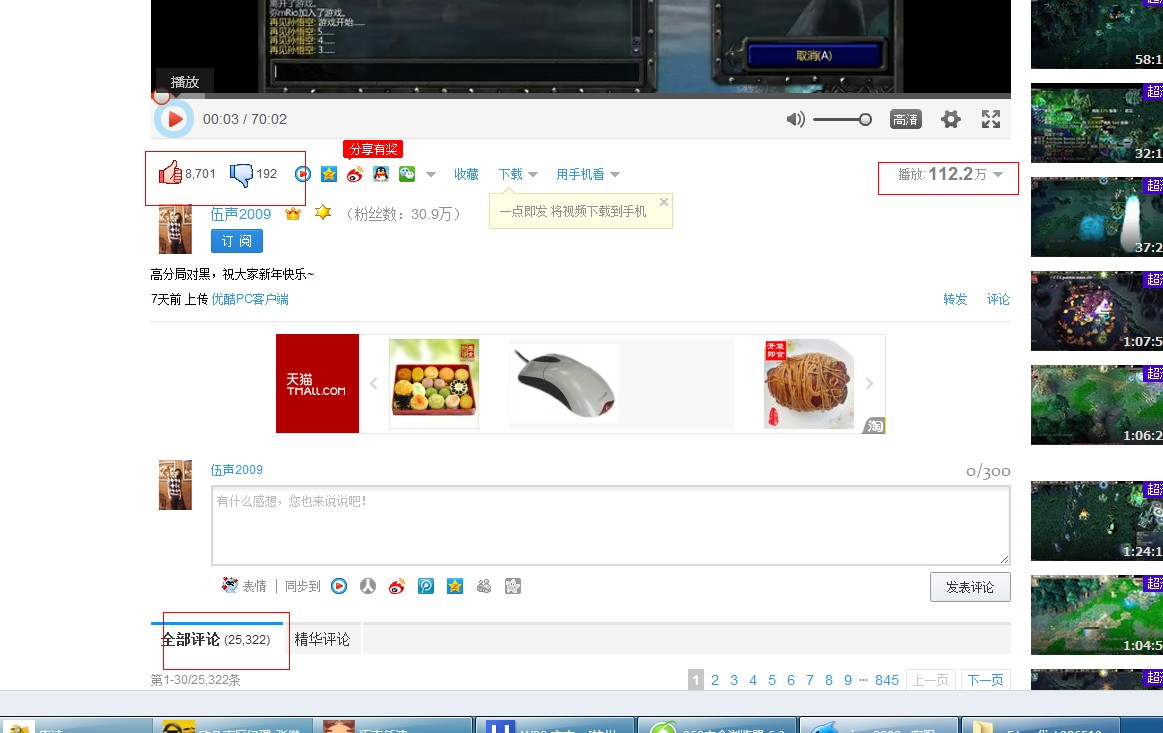 离开了游戏。
弥mRio加入了游戏。
再见孙悟空: 游戏开始.....
再见孙悟空: 5.....
再见孙悟空: 4.....
再见孙悟空: 3.....
取消(A)
播放
00:03 / 70:02
高清
分享有奖
8,701
192
收藏
下载
用手机看
播放: 112.2万
一点即发 将视频下载到手机
伍声2009
（粉丝数：30.9万）
订 阅
高分局对黑，祝大家新年快乐~
7天前 上传 优酷PC客户端
转发
评论
天猫
TMALL.COM
开袋
即食
淘
伍声2009
0/300
有什么感想，您也来说说吧!
表情
同步到
发表评论
全部评论 (25,322)
精华评论
第1-30/25,322条
1 2 3 4 5 6 7 8 9 ... 845 上一页 下一页
58:1
超
32:1
超
37:2
超
1:07:5
超
1:06:2
超
1:24:1
超
1:04:5
超